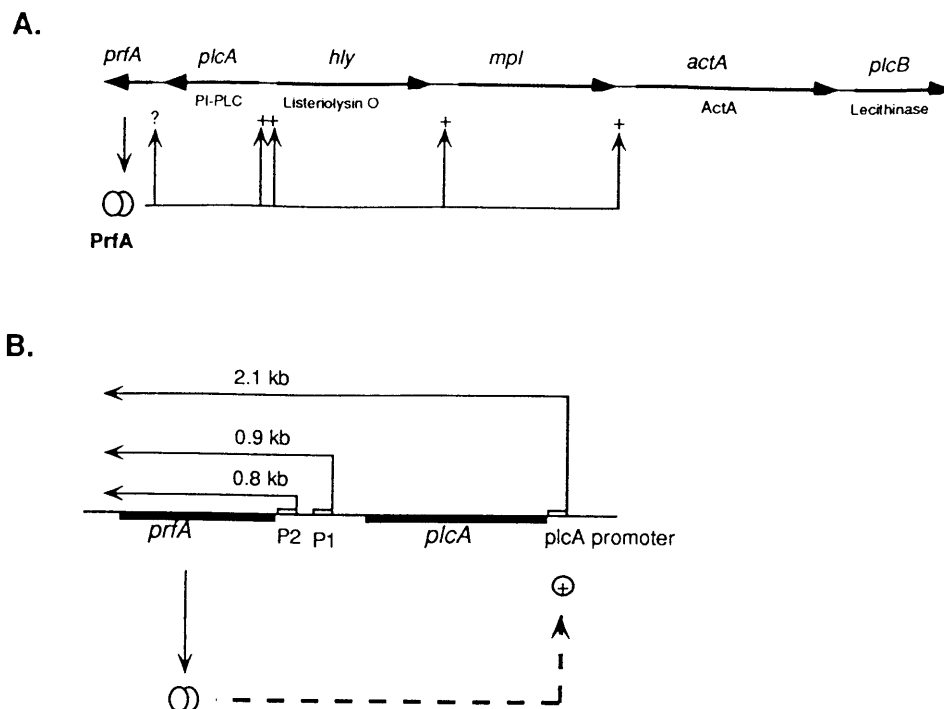 A.
prfA plcA hly mpl actA plcB
PI-PLC Listeriolysin O ActA Lecithinase
? ++ + +
PrfA
B.
2.1 kb
0.9 kb
0.8 kb
prfA P2 P1 plcA plcA promoter
+